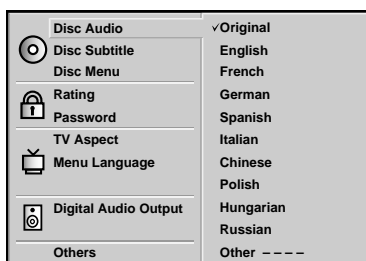 Disc Audio
Disc Subtitle
Disc Menu
Rating
Password
TV Aspect
Menu Language
Digital Audio Output
Others
✓Original
English
French
German
Spanish
Italian
Chinese
Polish
Hungarian
Russian
Other – – – –